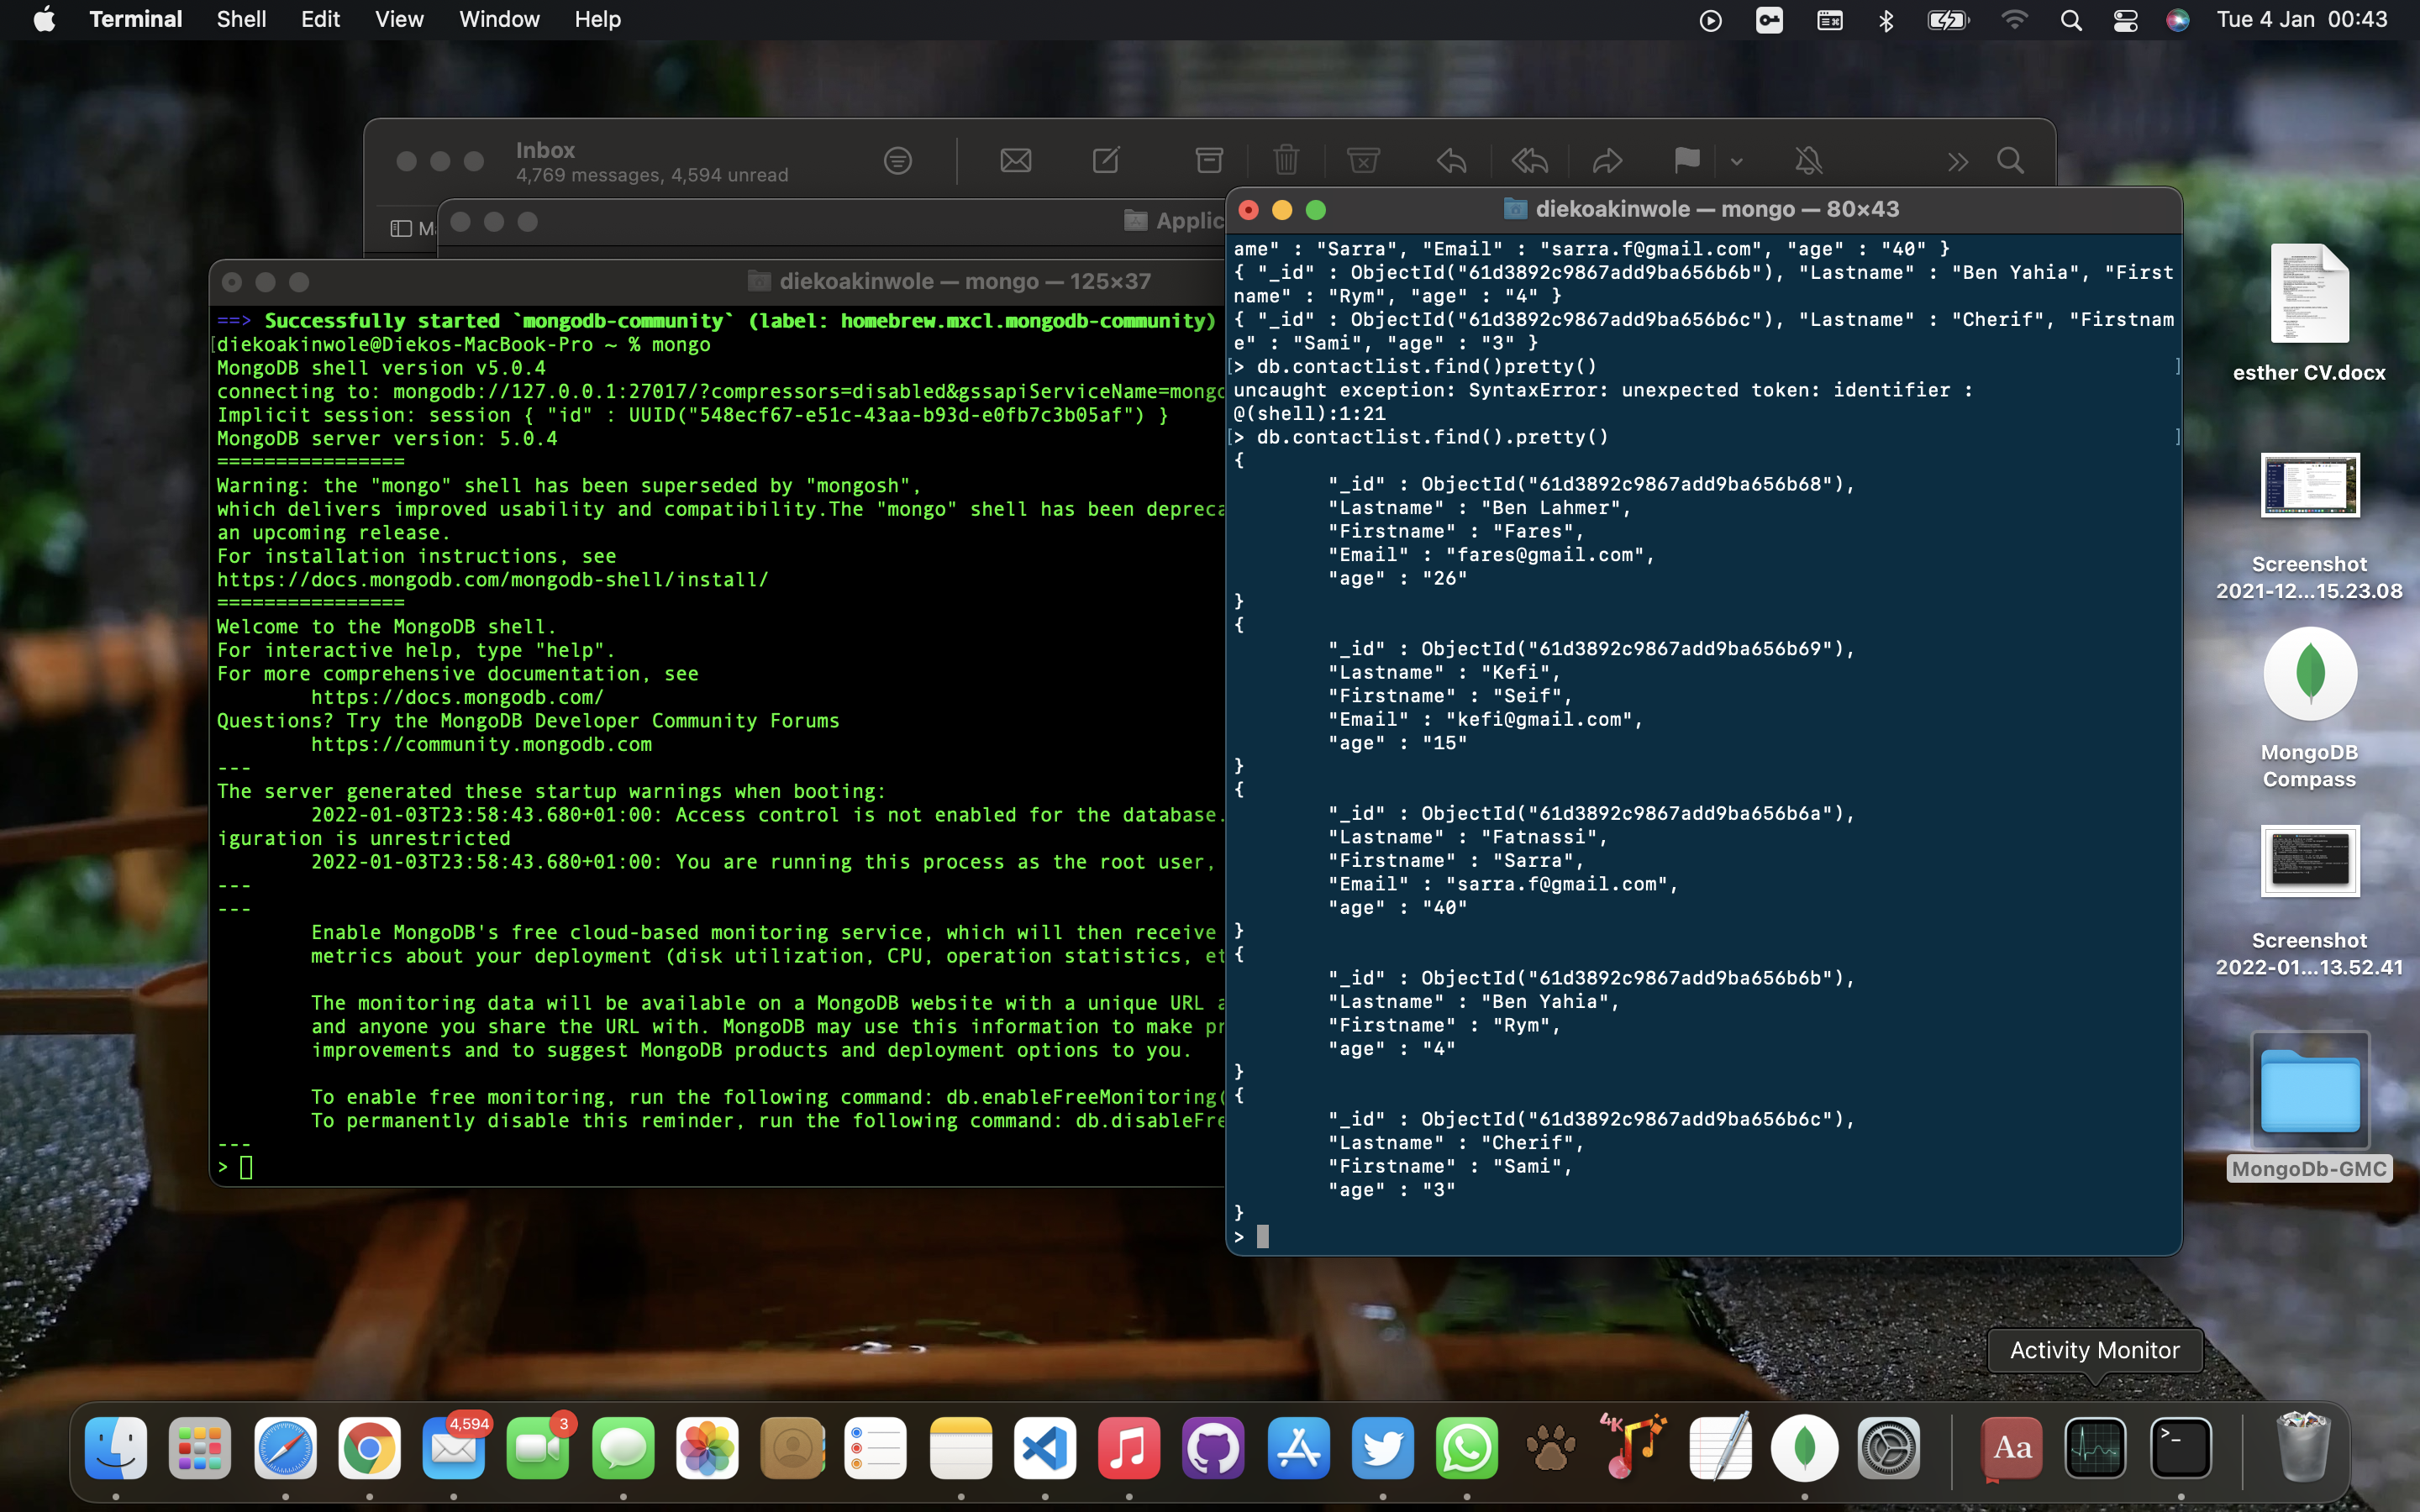 Terminal Shell Edit View Window Help Tue 4 Jan 00:43
Inbox
4,769 messages, 4,594 unread
M
Applic
diekoakinwole — mongo — 125×37
==> Successfully started `mongodb-community` (label: homebrew.mxcl.mongodb-community)
[diekoakinwole@Diekos-MacBook-Pro ~ % mongo
MongoDB shell version v5.0.4
connecting to: mongodb://127.0.0.1:27017/?compressors=disabled&gssapiServiceName=mongo
Implicit session: session { "id" : UUID("548ecf67-e51c-43aa-b93d-e0fb7c3b05af") }
MongoDB server version: 5.0.4
================
Warning: the "mongo" shell has been superseded by "mongosh",
which delivers improved usability and compatibility.The "mongo" shell has been depreca
an upcoming release.
For installation instructions, see
https://docs.mongodb.com/mongodb-shell/install/
================
Welcome to the MongoDB shell.
For interactive help, type "help".
For more comprehensive documentation, see
https://docs.mongodb.com/
Questions? Try the MongoDB Developer Community Forums
https://community.mongodb.com
---
The server generated these startup warnings when booting:
2022-01-03T23:58:43.680+01:00: Access control is not enabled for the database.
iguration is unrestricted
2022-01-03T23:58:43.680+01:00: You are running this process as the root user,
---
---
Enable MongoDB's free cloud-based monitoring service, which will then receive
metrics about your deployment (disk utilization, CPU, operation statistics, et
The monitoring data will be available on a MongoDB website with a unique URL a
and anyone you share the URL with. MongoDB may use this information to make pr
improvements and to suggest MongoDB products and deployment options to you.
To enable free monitoring, run the following command: db.enableFreeMonitoring(
To permanently disable this reminder, run the following command: db.disableFre
---
>
diekoakinwole — mongo — 80×43
ame" : "Sarra", "Email" : "sarra.f@gmail.com", "age" : "40" }
{ "_id" : ObjectId("61d3892c9867add9ba656b6b"), "Lastname" : "Ben Yahia", "First
name" : "Rym", "age" : "4" }
{ "_id" : ObjectId("61d3892c9867add9ba656b6c"), "Lastname" : "Cherif", "Firstnam
e" : "Sami", "age" : "3" }
[> db.contactlist.find()pretty() ]
uncaught exception: SyntaxError: unexpected token: identifier :
@(shell):1:21
[> db.contactlist.find().pretty() ]
{
"_id" : ObjectId("61d3892c9867add9ba656b68"),
"Lastname" : "Ben Lahmer",
"Firstname" : "Fares",
"Email" : "fares@gmail.com",
"age" : "26"
}
{
"_id" : ObjectId("61d3892c9867add9ba656b69"),
"Lastname" : "Kefi",
"Firstname" : "Seif",
"Email" : "kefi@gmail.com",
"age" : "15"
}
{
"_id" : ObjectId("61d3892c9867add9ba656b6a"),
"Lastname" : "Fatnassi",
"Firstname" : "Sarra",
"Email" : "sarra.f@gmail.com",
"age" : "40"
}
{
"_id" : ObjectId("61d3892c9867add9ba656b6b"),
"Lastname" : "Ben Yahia",
"Firstname" : "Rym",
"age" : "4"
}
{
"_id" : ObjectId("61d3892c9867add9ba656b6c"),
"Lastname" : "Cherif",
"Firstname" : "Sami",
"age" : "3"
}
>
esther CV.docx
Screenshot
2021-12...15.23.08
MongoDB
Compass
Screenshot
2022-01...13.52.41
MongoDb-GMC
Activity Monitor
4,594
3
4K
Aa
>_